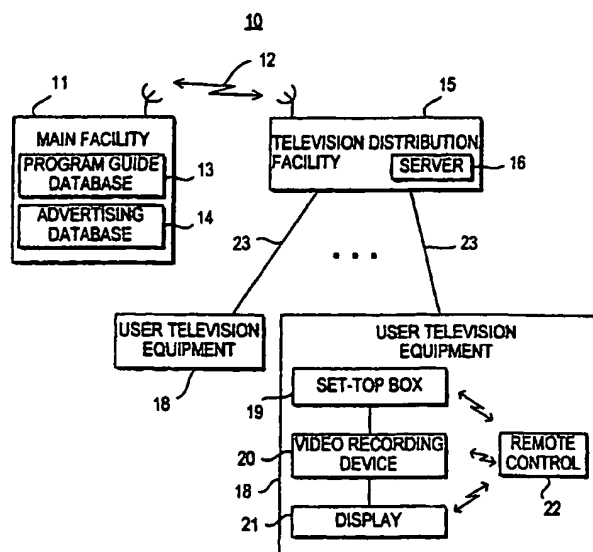 10
12
11
15
MAIN FACILITY
PROGRAM GUIDE
DATABASE
13
ADVERTISING
DATABASE
14
TELEVISION DISTRIBUTION
FACILITY
SERVER
16
23
...
23
USER TELEVISION
EQUIPMENT
18
USER TELEVISION
EQUIPMENT
SET-TOP BOX
19
VIDEO RECORDING
DEVICE
20
18
REMOTE
CONTROL
22
DISPLAY
21